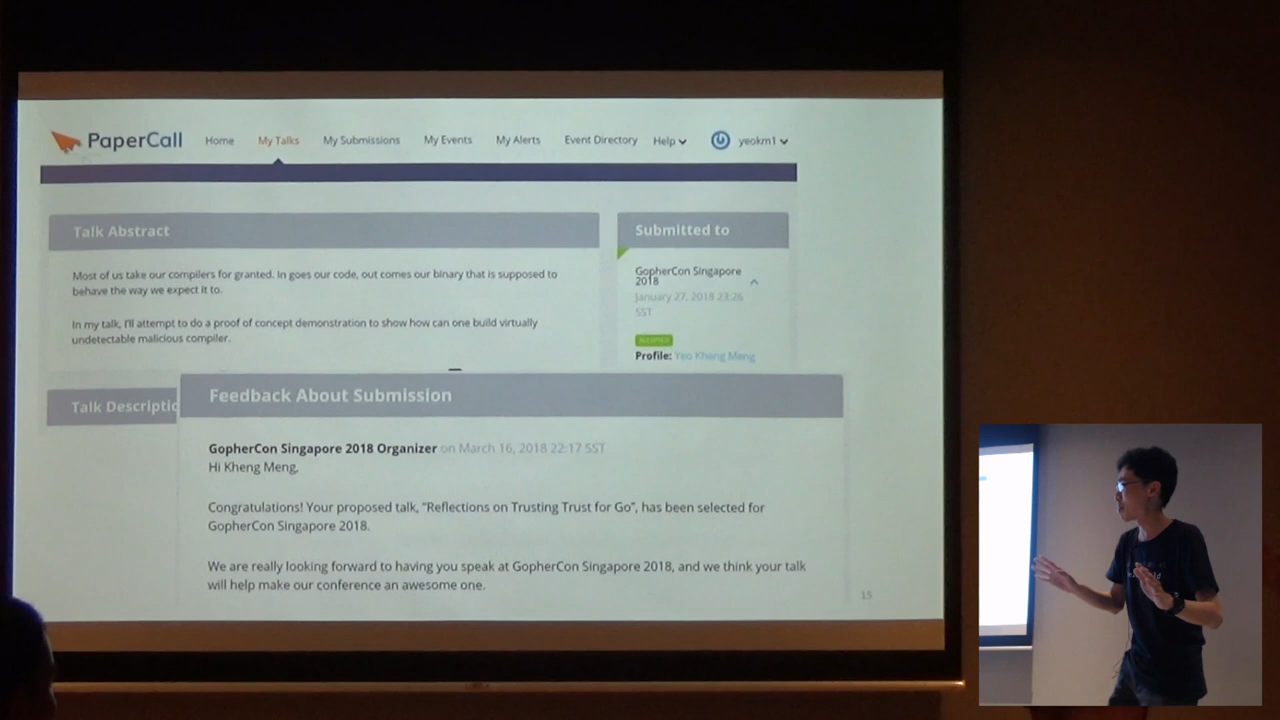 PaperCall Home My Talks My Submissions My Events My Alerts Event Directory Help yeokm1
Talk Abstract
Most of us take our compilers for granted. In goes our code, out comes our binary that is supposed to
behave the way we expect it to.
In my talk, I'll attempt to do a proof of concept demonstration to show how can one build virtually
undetectable malicious compiler.
Submitted to
GopherCon Singapore
2018
January 27, 2018 23:26
SST
ACCEPTED
Profile: Yeo Kheng Meng
Talk Descriptio
Feedback About Submission
GopherCon Singapore 2018 Organizer on March 16, 2018 22:17 SST
Hi Kheng Meng,
Congratulations! Your proposed talk, "Reflections on Trusting Trust for Go", has been selected for
GopherCon Singapore 2018.
We are really looking forward to having you speak at GopherCon Singapore 2018, and we think your talk
will help make our conference an awesome one.
15